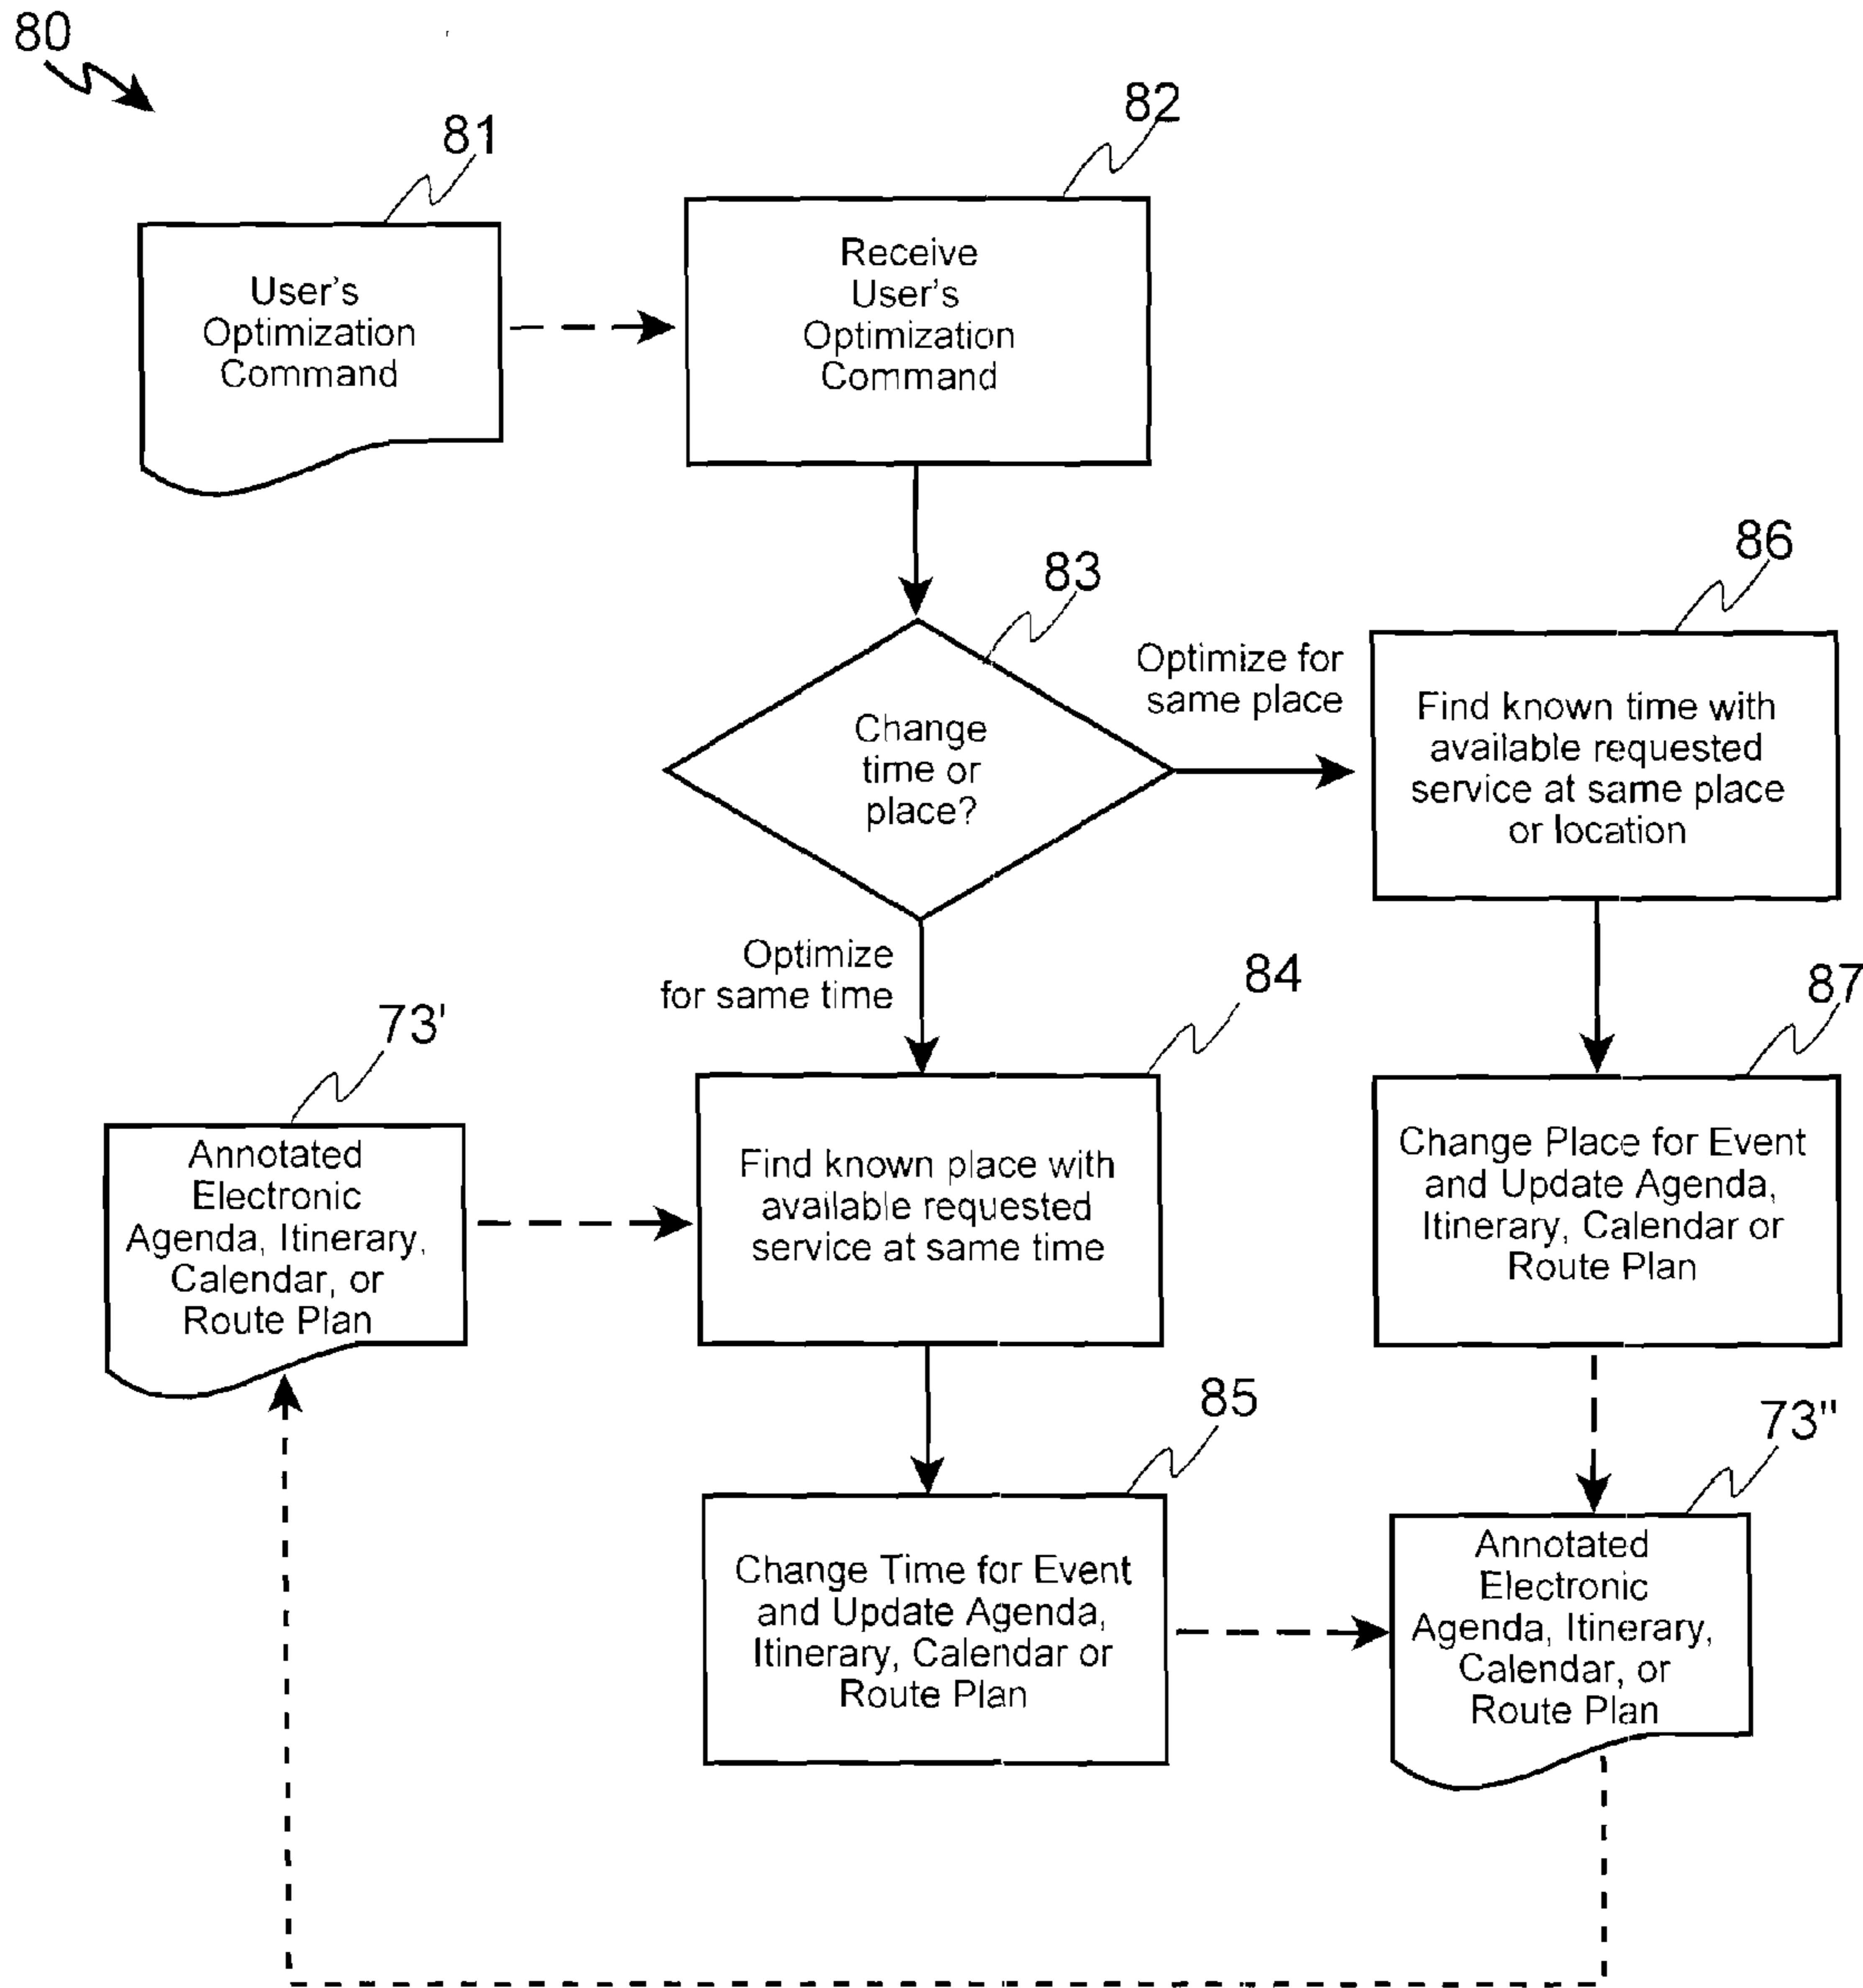 80
81
User's
Optimization
Command
82
Receive
User's
Optimization
Command
83
Change
time or
place?
Optimize for
same place
86
Find known time with
available requested
service at same place
or location
Optimize
for same time
84
Find known place with
available requested
service at same time
87
Change Place for Event
and Update Agenda,
Itinerary, Calendar or
Route Plan
73'
Annotated
Electronic
Agenda, Itinerary,
Calendar, or
Route Plan
85
Change Time for Event
and Update Agenda,
Itinerary, Calendar or
Route Plan
73"
Annotated
Electronic
Agenda, Itinerary,
Calendar, or
Route Plan